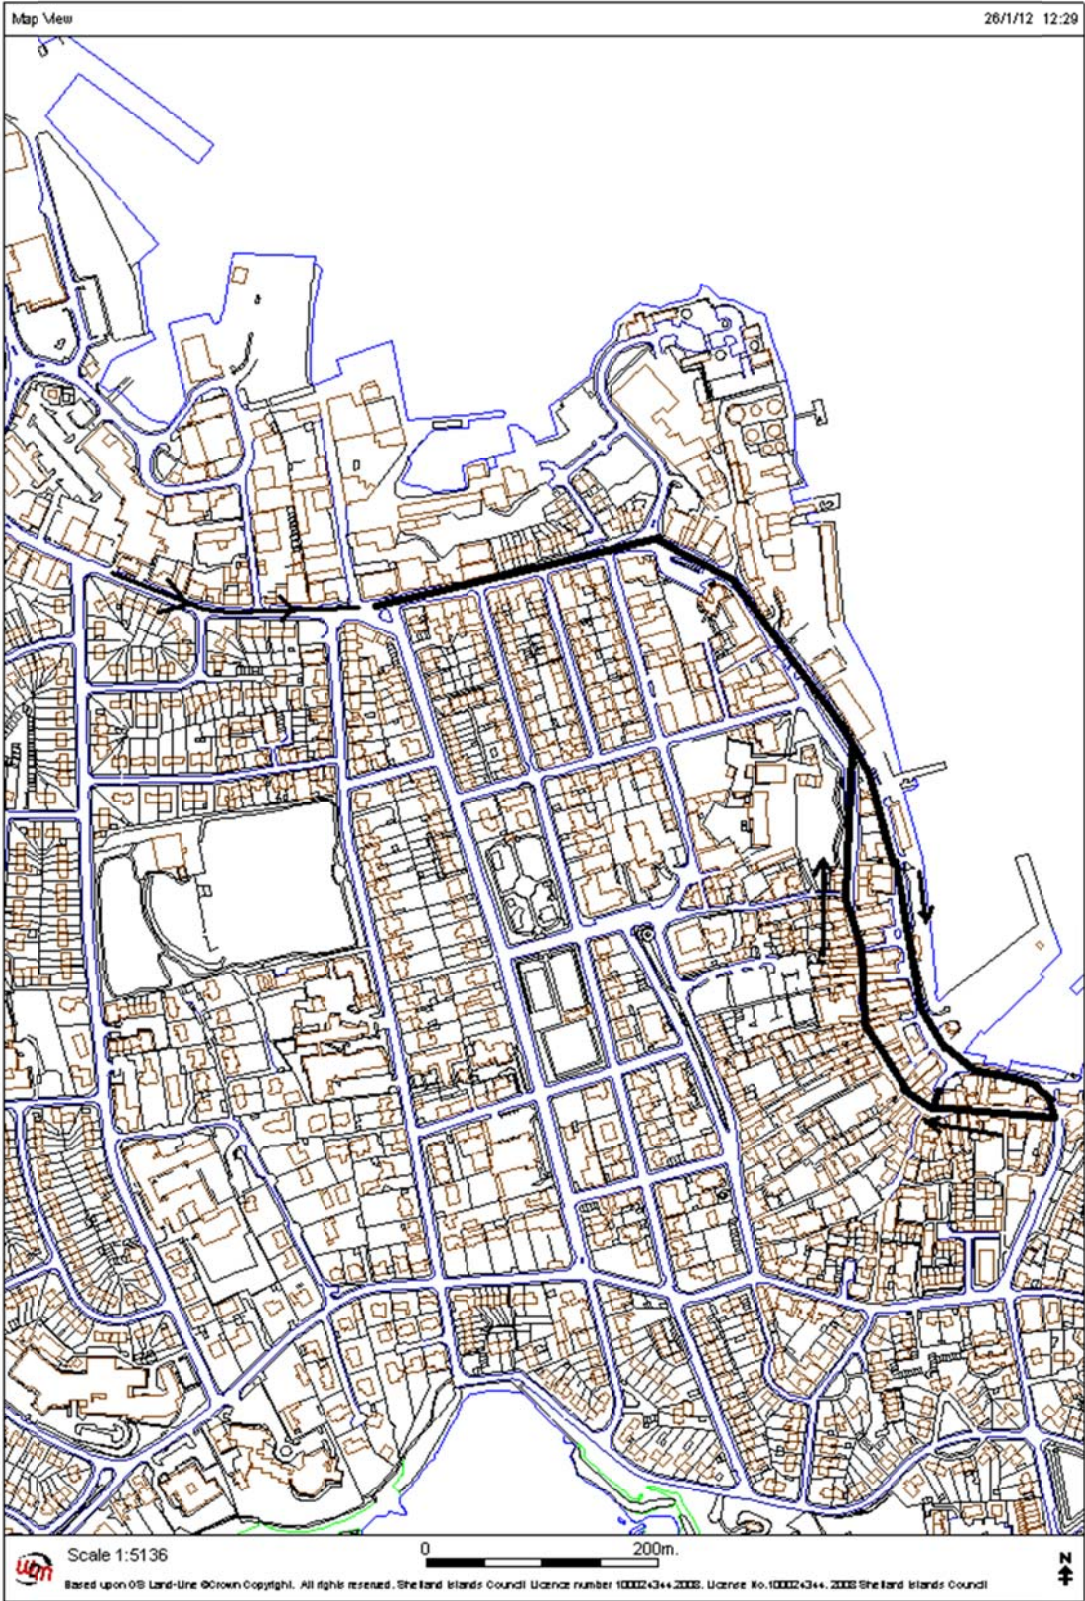 Map View
26/1/12 12:29
Scale 1:5136
0 200m.
N
Based upon OS Land-Line ©Crown Copyright. All rights reserved. Shetland Islands Council Licence number 100024344.2008. License No.100024344. 2008 Shetland Islands Council